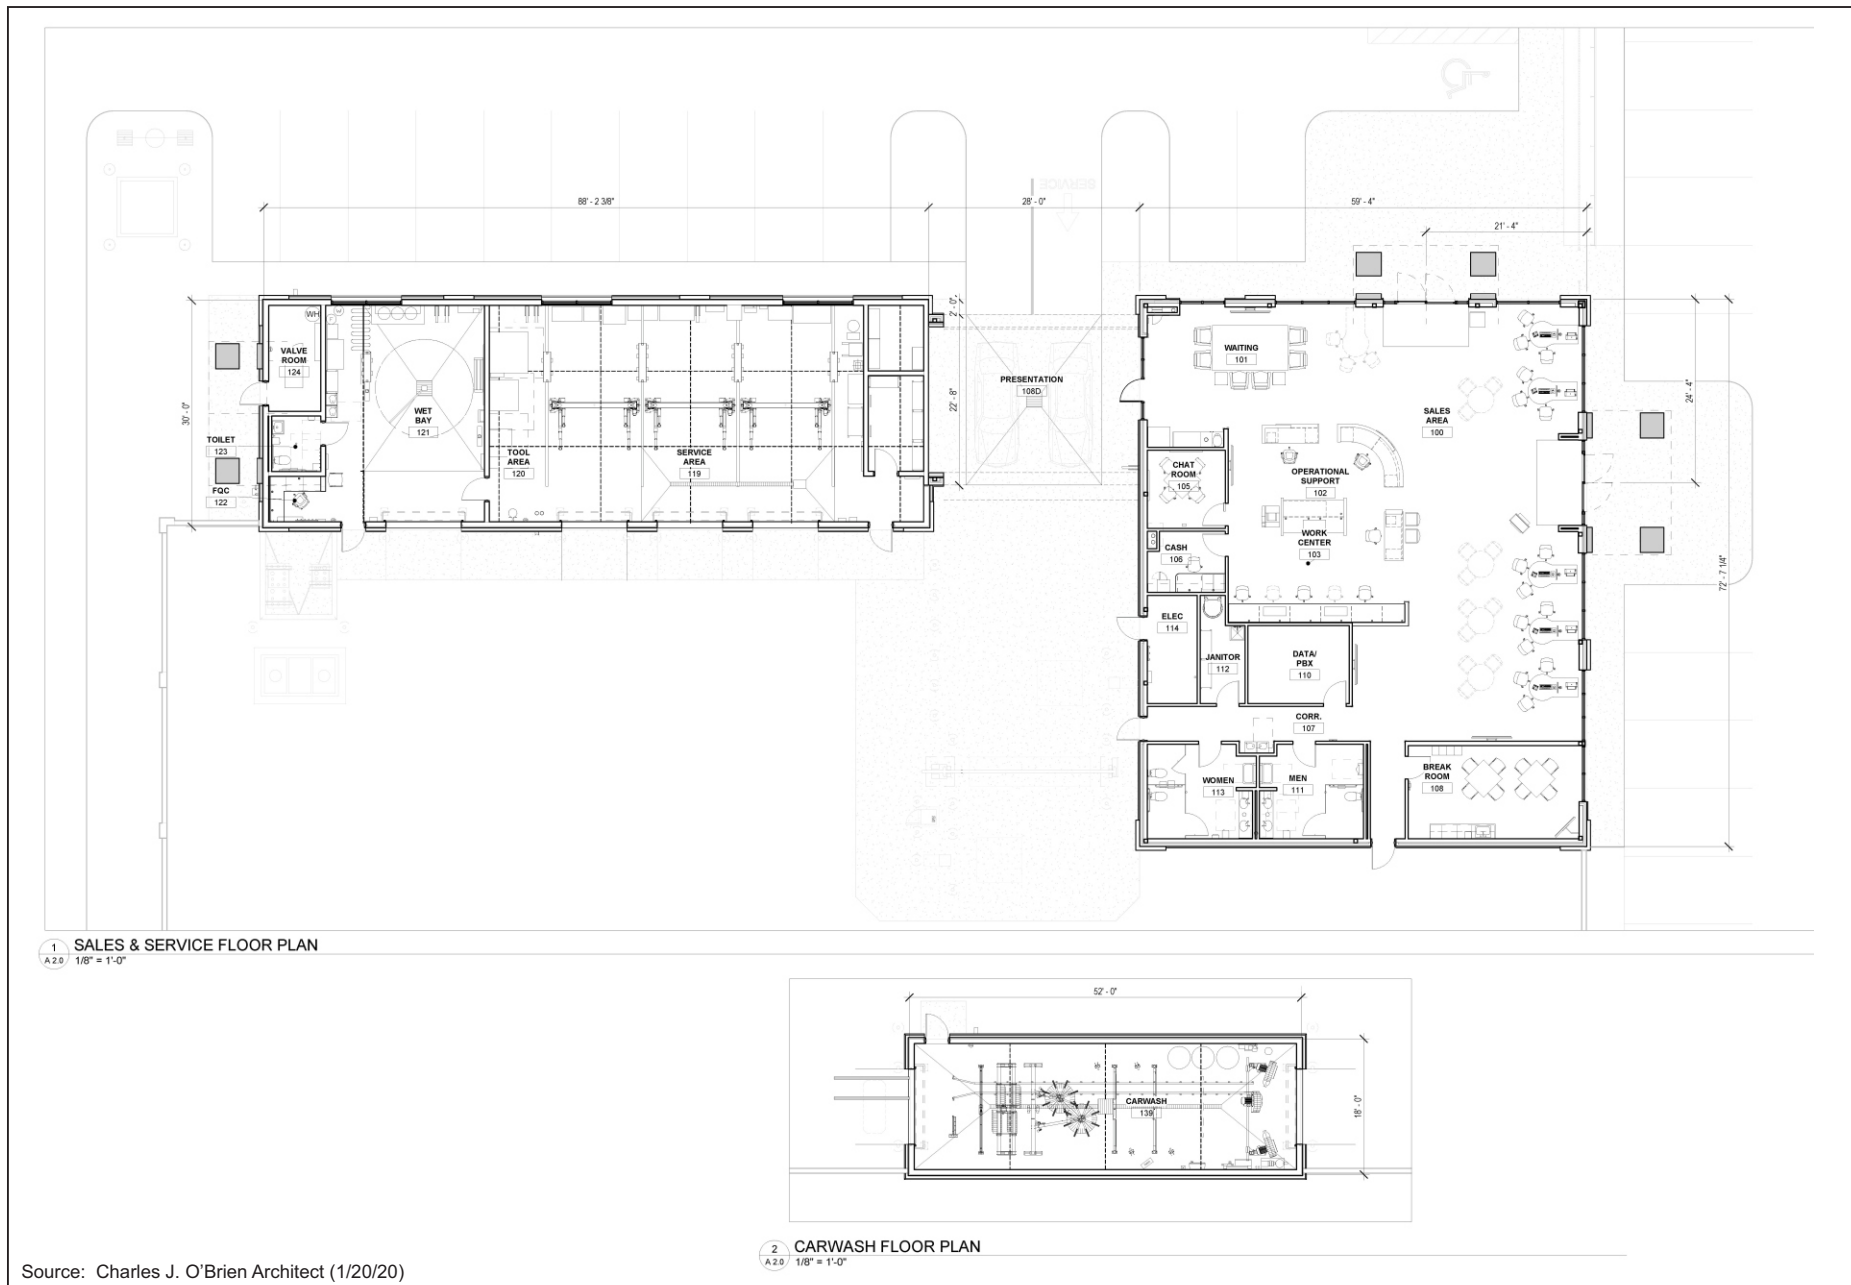 SERVICE
88' - 2 3/8"
28' - 0"
59' - 4"
21' - 4"
2' - 0"
WH
VALVE
ROOM
124
WAITING
101
PRESENTATION
108D
24' - 4"
30' - 0"
22' - 8"
WET
BAY
121
SALES
AREA
100
TOILET
123
TOOL
AREA
120
SERVICE
AREA
119
CHAT
ROOM
105
OPERATIONAL
SUPPORT
102
FQC
122
WORK
CENTER
103
CASH
106
72' - 7 1/4"
ELEC
114
JANITOR
112
DATA/
PBX
110
CORR.
107
WOMEN
113
MEN
111
BREAK
ROOM
108
1
A 2.0
SALES & SERVICE FLOOR PLAN
1/8" = 1'-0"
52' - 0"
CARWASH
139
18' - 0"
2
A 2.0
CARWASH FLOOR PLAN
1/8" = 1'-0"
Source: Charles J. O'Brien Architect (1/20/20)